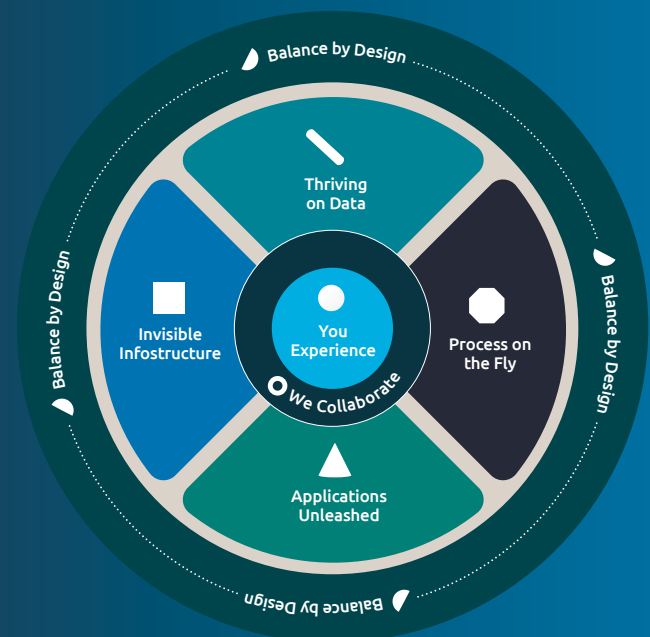 Balance by Design
Thriving
on Data
Balance by Design
Invisible
Infostructure
You
Experience
Process on
the Fly
Balance by Design
We Collaborate
Applications
Unleashed
Balance by Design